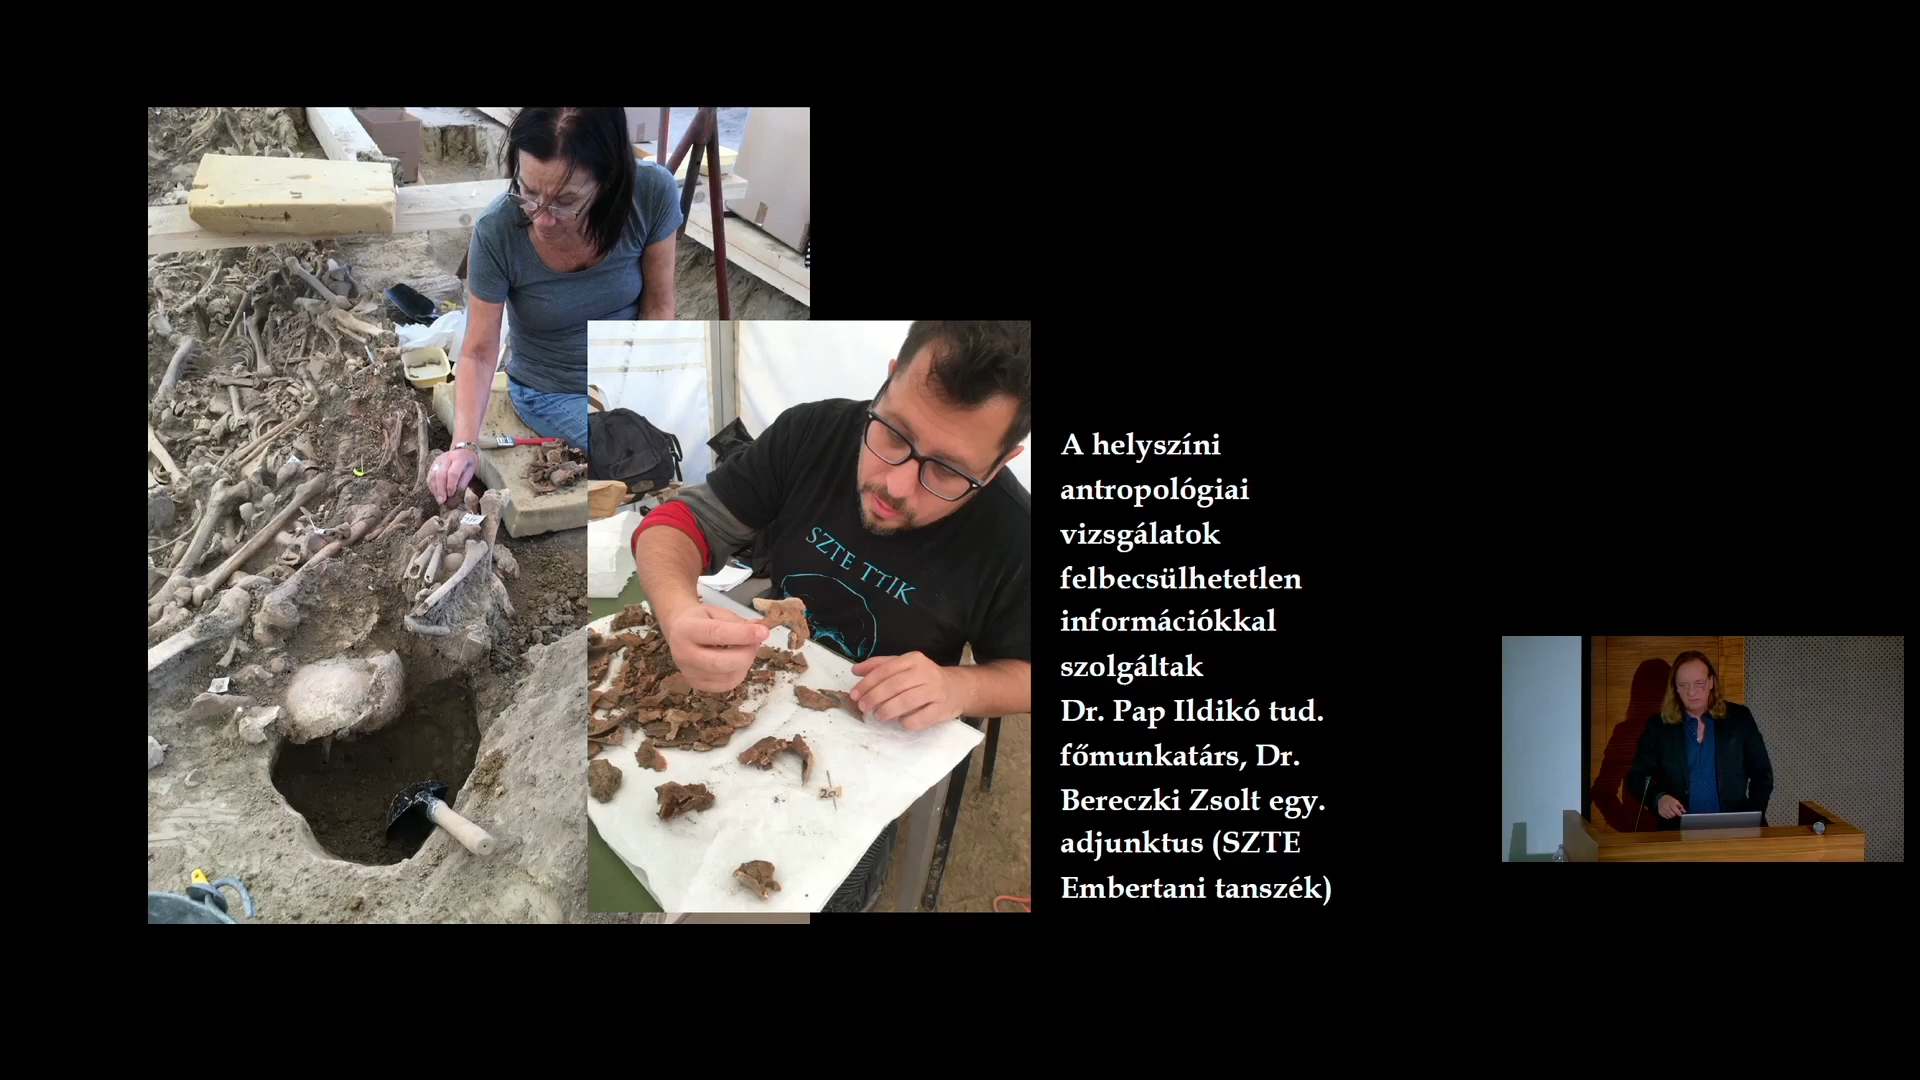 SZTE TTIK
20.
A helyszíni
antropológiai
vizsgálatok
felbecsülhetetlen
információkkal
szolgáltak
Dr. Pap Ildikó tud.
főmunkatárs, Dr.
Bereczki Zsolt egy.
adjunktus (SZTE
Embertani tanszék)